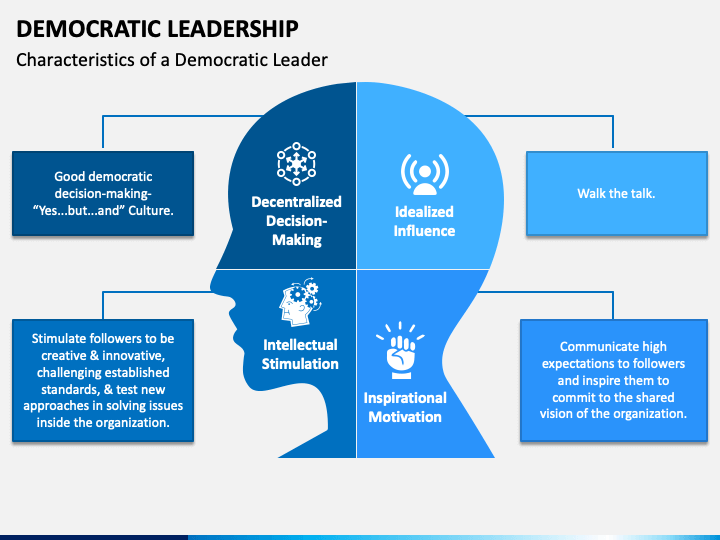 DEMOCRATIC LEADERSHIP
Characteristics of a Democratic Leader
Good democratic
decision-making-
“Yes...but...and” Culture.
Decentralized
Decision-
Making
Idealized
Influence
Walk the talk.
Stimulate followers to be
creative & innovative,
challenging established
standards, & test new
approaches in solving issues
inside the organization.
Intellectual
Stimulation
Inspirational
Motivation
Communicate high
expectations to followers
and inspire them to
commit to the shared
vision of the organization.